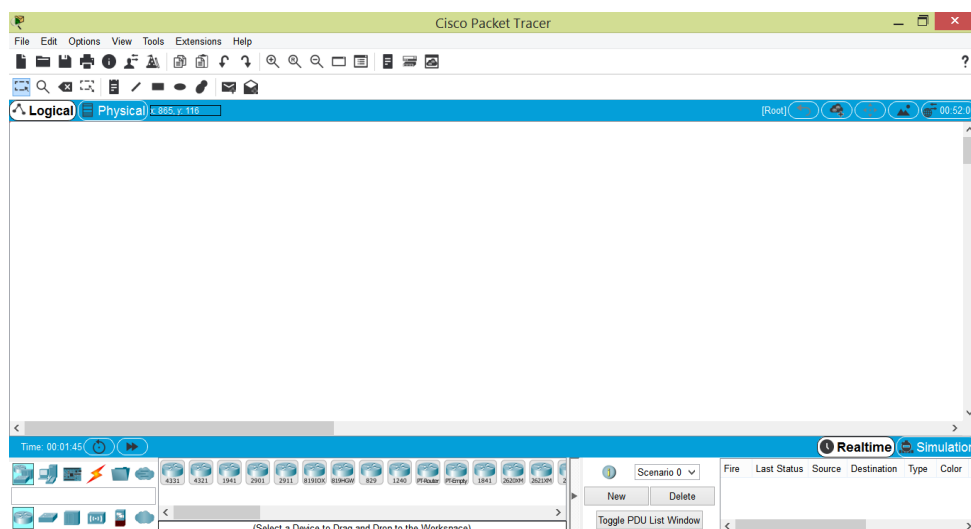 Cisco Packet Tracer
File Edit Options View Tools Extensions Help
?
Logical Physical x: 865, y: 116 [Root] 00:52:0
Time: 00:01:45 Realtime Simulation
4331 4321 1941 2901 2911 819IOX 819HGW 829 1240 PT-Router PT-Empty 1841 2620XM 2621XM 2
Scenario 0 Fire Last Status Source Destination Type Color
New Delete
Toggle PDU List Window
(Select a Device to Drag and Drop to the Workspace)